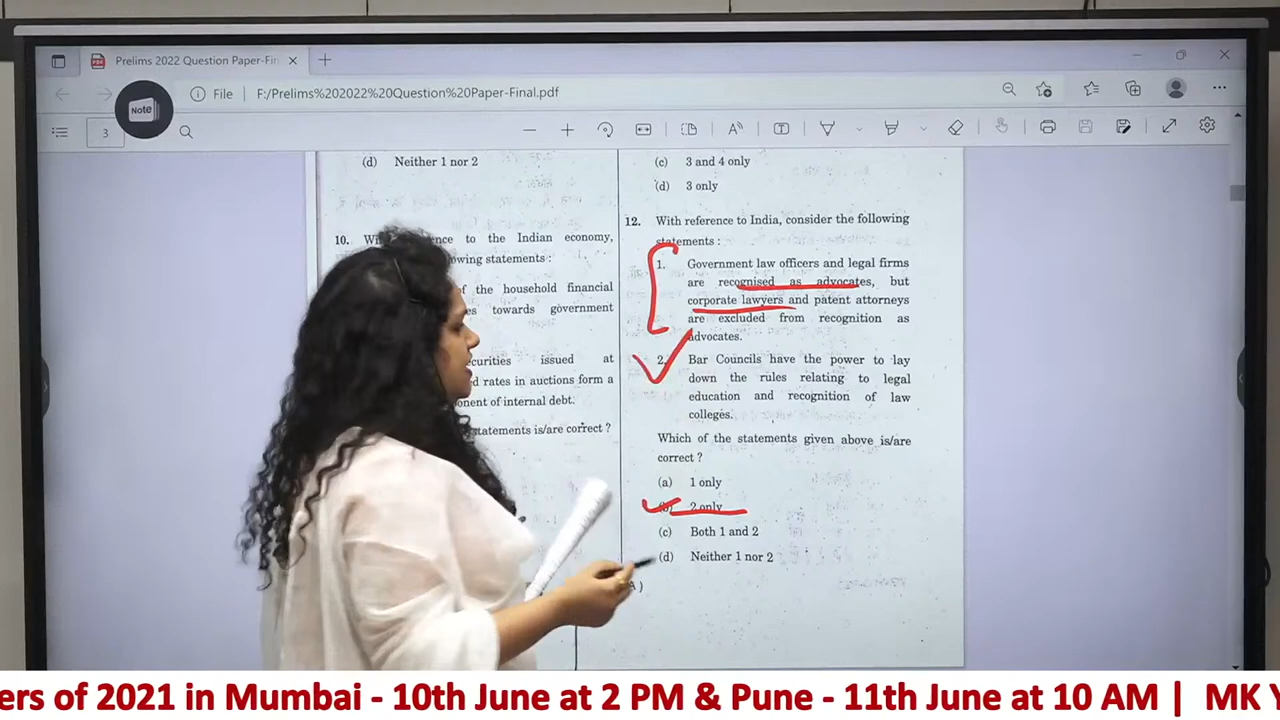 Prelims 2022 Question Paper-Fin
File F:/Prelims%202022%20Question%20Paper-Final.pdf
Note
3
(d) Neither 1 nor 2
10. to the Indian economy,
statements :
of the household financial
towards government
issued at
rates in auctions form a
of internal debt.
statements is/are correct ?
(c) 3 and 4 only
(d) 3 only
12. With reference to India, consider the following
statements :
1. Government law officers and legal firms
are recognised as advocates, but
corporate lawyers and patent attorneys
are excluded from recognition as
advocates.
2. Bar Councils have the power to lay
down the rules relating to legal
education and recognition of law
colleges.
Which of the statements given above is/are
correct ?
(a) 1 only
(b) 2 only
(c) Both 1 and 2
(d) Neither 1 nor 2
A )
ers of 2021 in Mumbai - 10th June at 2 PM & Pune - 11th June at 10 AM | MK Y